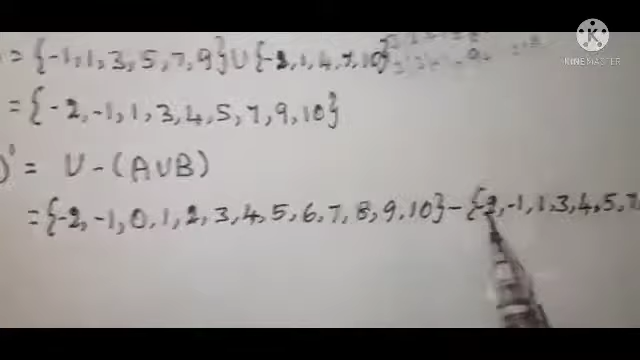 = {-1, 1, 3, 5, 7, 9} U {-2, 1, 4, 7, 10}
= {-2, -1, 1, 3, 4, 5, 7, 9, 10}
)' = U - (AUB)
= {-2, -1, 0, 1, 2, 3, 4, 5, 6, 7, 8, 9, 10} - {-2, -1, 1, 3, 4, 5, 7
K
KINEMASTER